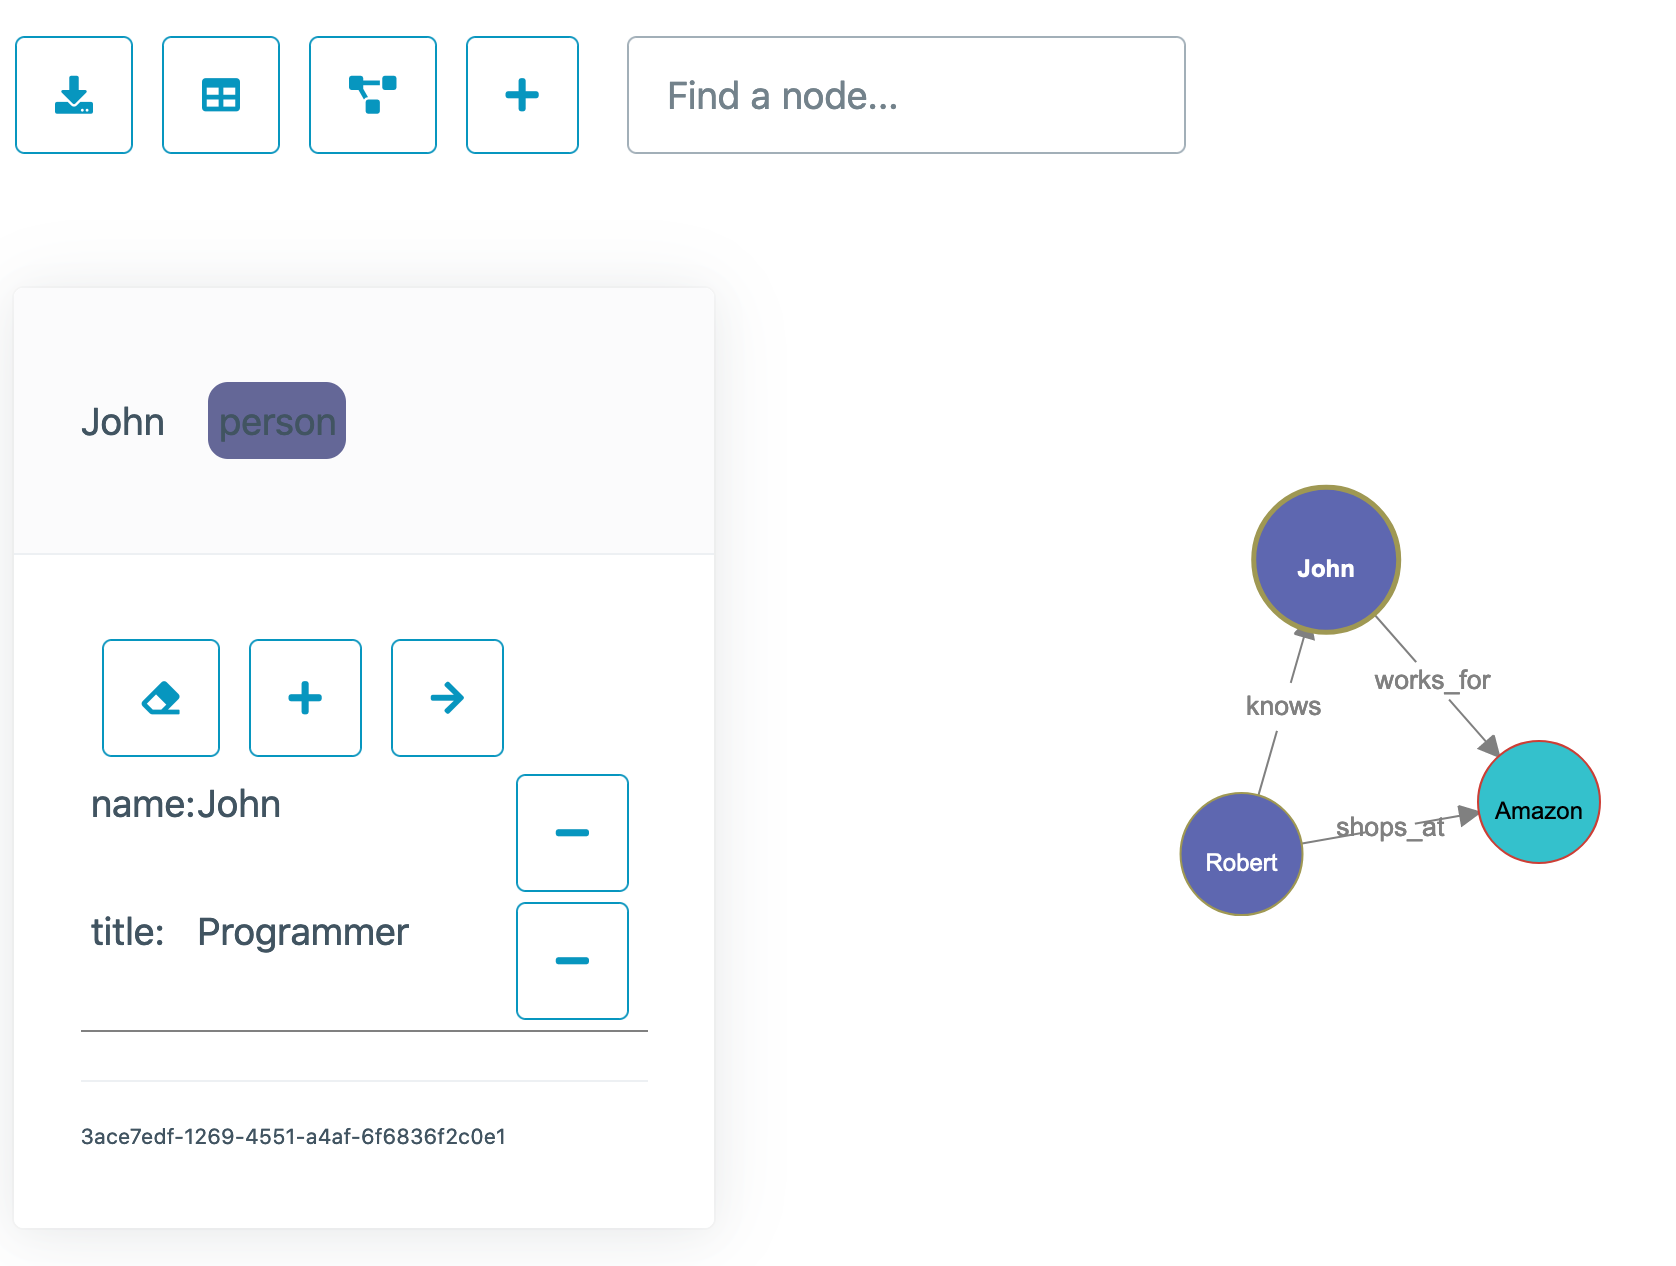 Find a node...
John person
name: John
title: Programmer
3ace7edf-1269-4551-a4af-6f6836f2c0e1
John
works_for
knows
Amazon
shops_at
Robert